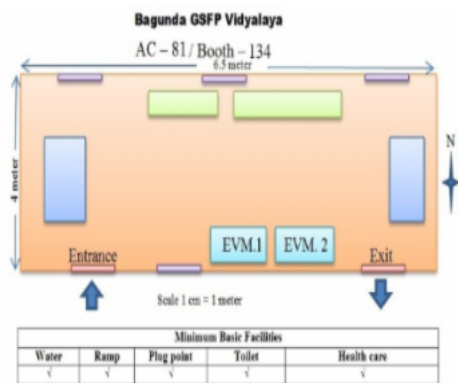 Bagunda GSFP Vidyalaya
AC – 81 / Booth – 134
6.5 meter
4 meter
N
EVM.1 EVM. 2
Entrance Exit
Scale 1 cm = 1 meter
Minimum Basic Facilities
Water Ramp Plug point Toilet Health care
√ √ √ √ √